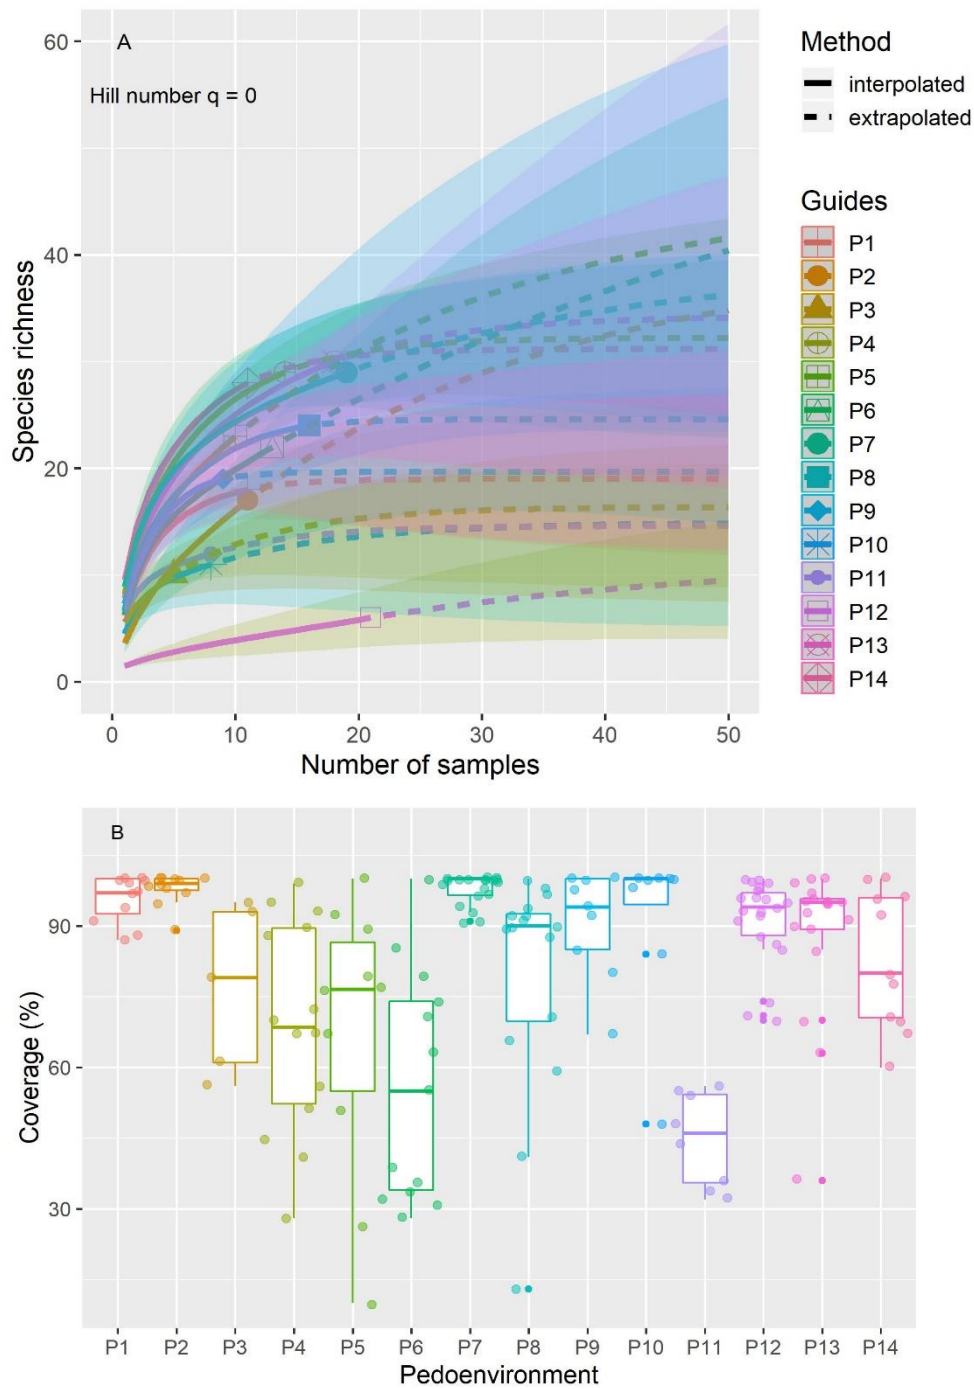 A
Hill number q = 0
60
40
20
0
Species richness
0 10 20 30 40 50
Number of samples
Method
interpolated
extrapolated
Guides
P1
P2
P3
P4
P5
P6
P7
P8
P9
P10
P11
P12
P13
P14
B
90
60
30
Coverage (%)
P1 P2 P3 P4 P5 P6 P7 P8 P9 P10 P11 P12 P13 P14
Pedoenvironment